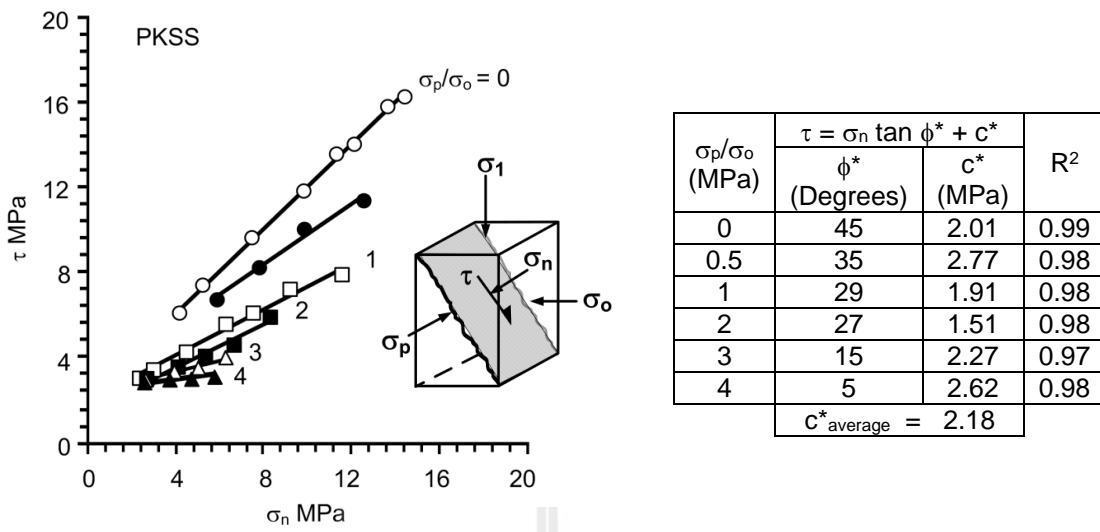 20
16
12
8
4
0
τ MPa
PKSS
σp/σo = 0
1
2
3
4
σ1
σn
τ
σo
σp
0 4 8 12 16 20
σn MPa
σp/σo (MPa)
τ = σn tan ϕ* + c*
R2
ϕ* (Degrees)
c* (MPa)
0 45 2.01 0.99
0.5 35 2.77 0.98
1 29 1.91 0.98
2 27 1.51 0.98
3 15 2.27 0.97
4 5 2.62 0.98
c*average = 2.18